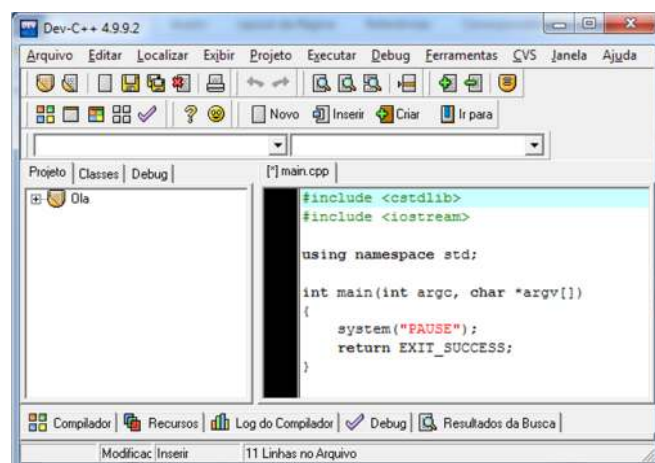 Dev-C++ 4.9.9.2
Arquivo Editar Localizar Exibir Projeto Executar Debug Ferramentas CVS Janela Ajuda
Novo Inserir Criar Ir para
Projeto Classes Debug [*] main.cpp
Ola
#include <cstdlib>
#include <iostream>
using namespace std;
int main(int argc, char *argv[])
{
system("PAUSE");
return EXIT_SUCCESS;
}
Compilador Recursos Log do Compilador Debug Resultados da Busca
Modificac Inserir 11 Linhas no Arquivo